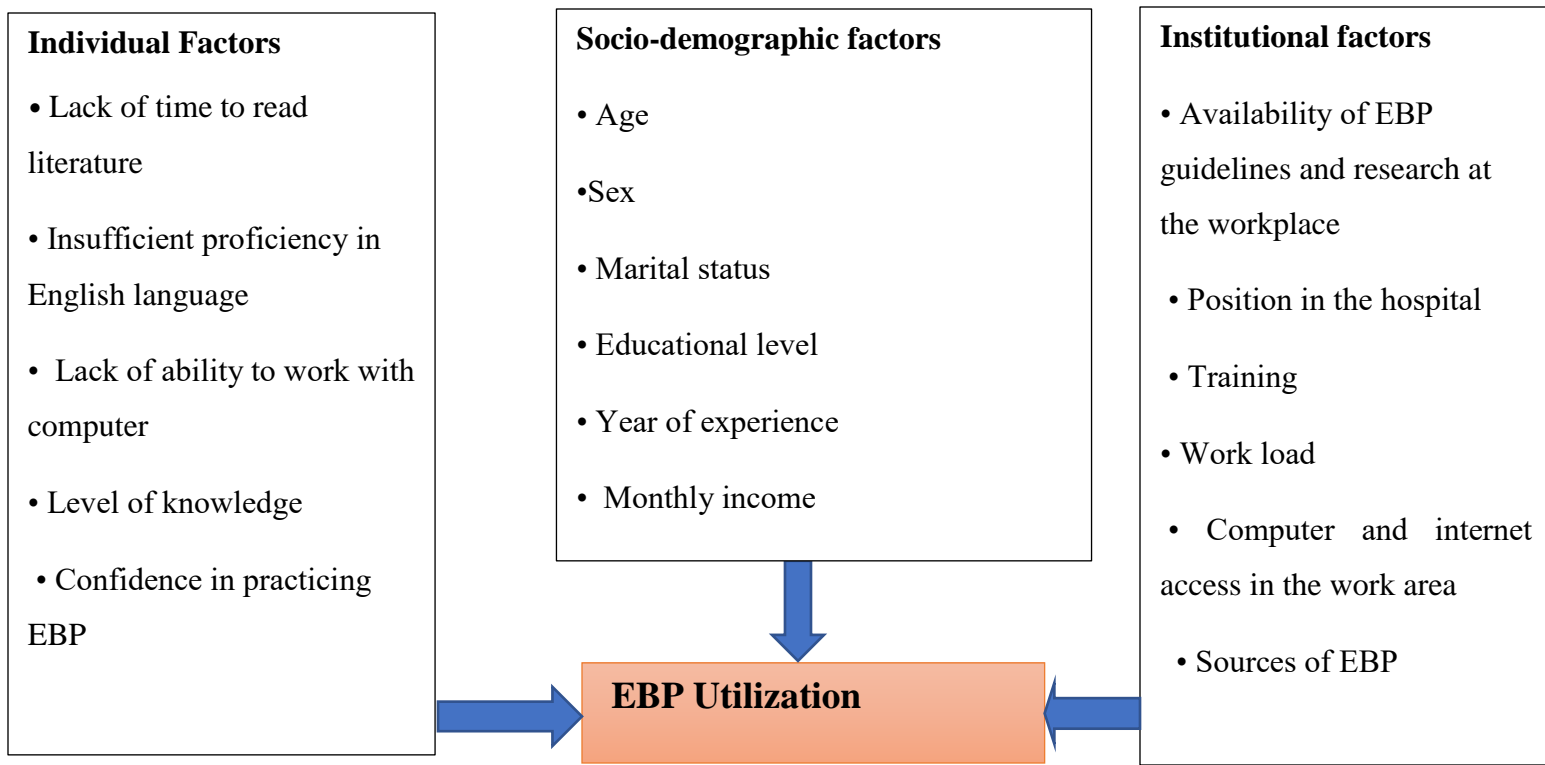 Individual Factors
• Lack of time to read
literature
• Insufficient proficiency in
English language
• Lack of ability to work with
computer
• Level of knowledge
• Confidence in practicing
EBP
Socio-demographic factors
• Age
•Sex
• Marital status
• Educational level
• Year of experience
• Monthly income
Institutional factors
• Availability of EBP
guidelines and research at
the workplace
• Position in the hospital
• Training
• Work load
• Computer and internet
access in the work area
• Sources of EBP
EBP Utilization